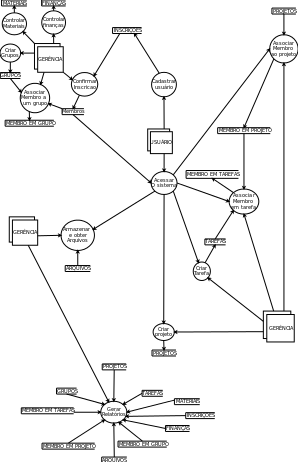 MATERIAIS
FINANÇAS
PROJETOS
Controlar
Materiais
Controlar
Finanças
INSCRIÇÕES
Associar
Membro
ao projeto
Criar
Grupos
GERÊNCIA
GRUPOS
Confirmar
Inscricao
Cadastrar
usuário
Associar
Membro a
um grupo
Membros
MEMBRO EM GRUPO
MEMBRO EM PROJETO
USUÁRIO
MEMBRO EM TAREFAS
Acessar
O sistema
Associar
Membro
em tarefa
GERÊNCIA
Armazenar
e obter
Arquivos
TAREFAS
ARQUIVOS
Criar
Tarefa
Criar
projeto
GERÊNCIA
PROJETOS
PROJETOS
GRUPOS
TAREFAS
MATERIAIS
MEMBRO EM TAREFAS
Gerar
Relatórios
INSCRIÇÕES
FINANÇAS
MEMBRO EM PROJETO
MEMBRO EM GRUPO
ARQUIVOS